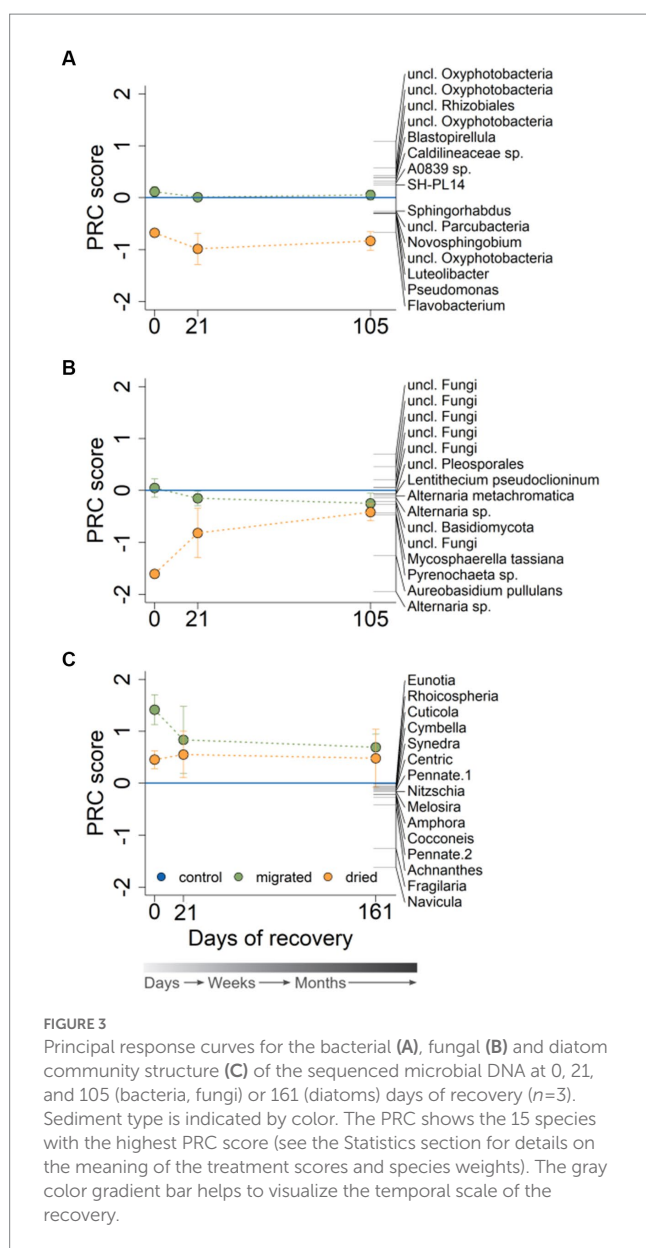 A
PRC score
2
1
0
-1
-2
0 21 105
uncl. Oxyphotobacteria
uncl. Oxyphotobacteria
uncl. Rhizobiales
uncl. Oxyphotobacteria
Blastopirellula
Caldilineaceae sp.
A0839 sp.
SH-PL14
Sphingorhabdus
uncl. Parcubacteria
Novosphingobium
uncl. Oxyphotobacteria
Luteolibacter
Pseudomonas
Flavobacterium
B
PRC score
2
1
0
-1
-2
0 21 105
uncl. Fungi
uncl. Fungi
uncl. Fungi
uncl. Fungi
uncl. Fungi
uncl. Pleosporales
Lentithecium pseudoclioninum
Alternaria metachromatica
Alternaria sp.
uncl. Basidiomycota
uncl. Fungi
Mycosphaerella tassiana
Pyrenochaeta sp.
Aureobasidium pullulans
Alternaria sp.
C
PRC score
2
1
0
-1
-2
control migrated dried
0 21 161
Days of recovery
Eunotia
Rhoicospheria
Cuticola
Cymbella
Synedra
Centric
Pennate.1
Nitzschia
Melosira
Amphora
Cocconeis
Pennate.2
Achnanthes
Fragilaria
Navicula
Days → Weeks → Months →
FIGURE 3
Principal response curves for the bacterial (A), fungal (B) and diatom
community structure (C) of the sequenced microbial DNA at 0, 21,
and 105 (bacteria, fungi) or 161 (diatoms) days of recovery (n=3).
Sediment type is indicated by color. The PRC shows the 15 species
with the highest PRC score (see the Statistics section for details on
the meaning of the treatment scores and species weights). The gray
color gradient bar helps to visualize the temporal scale of the
recovery.